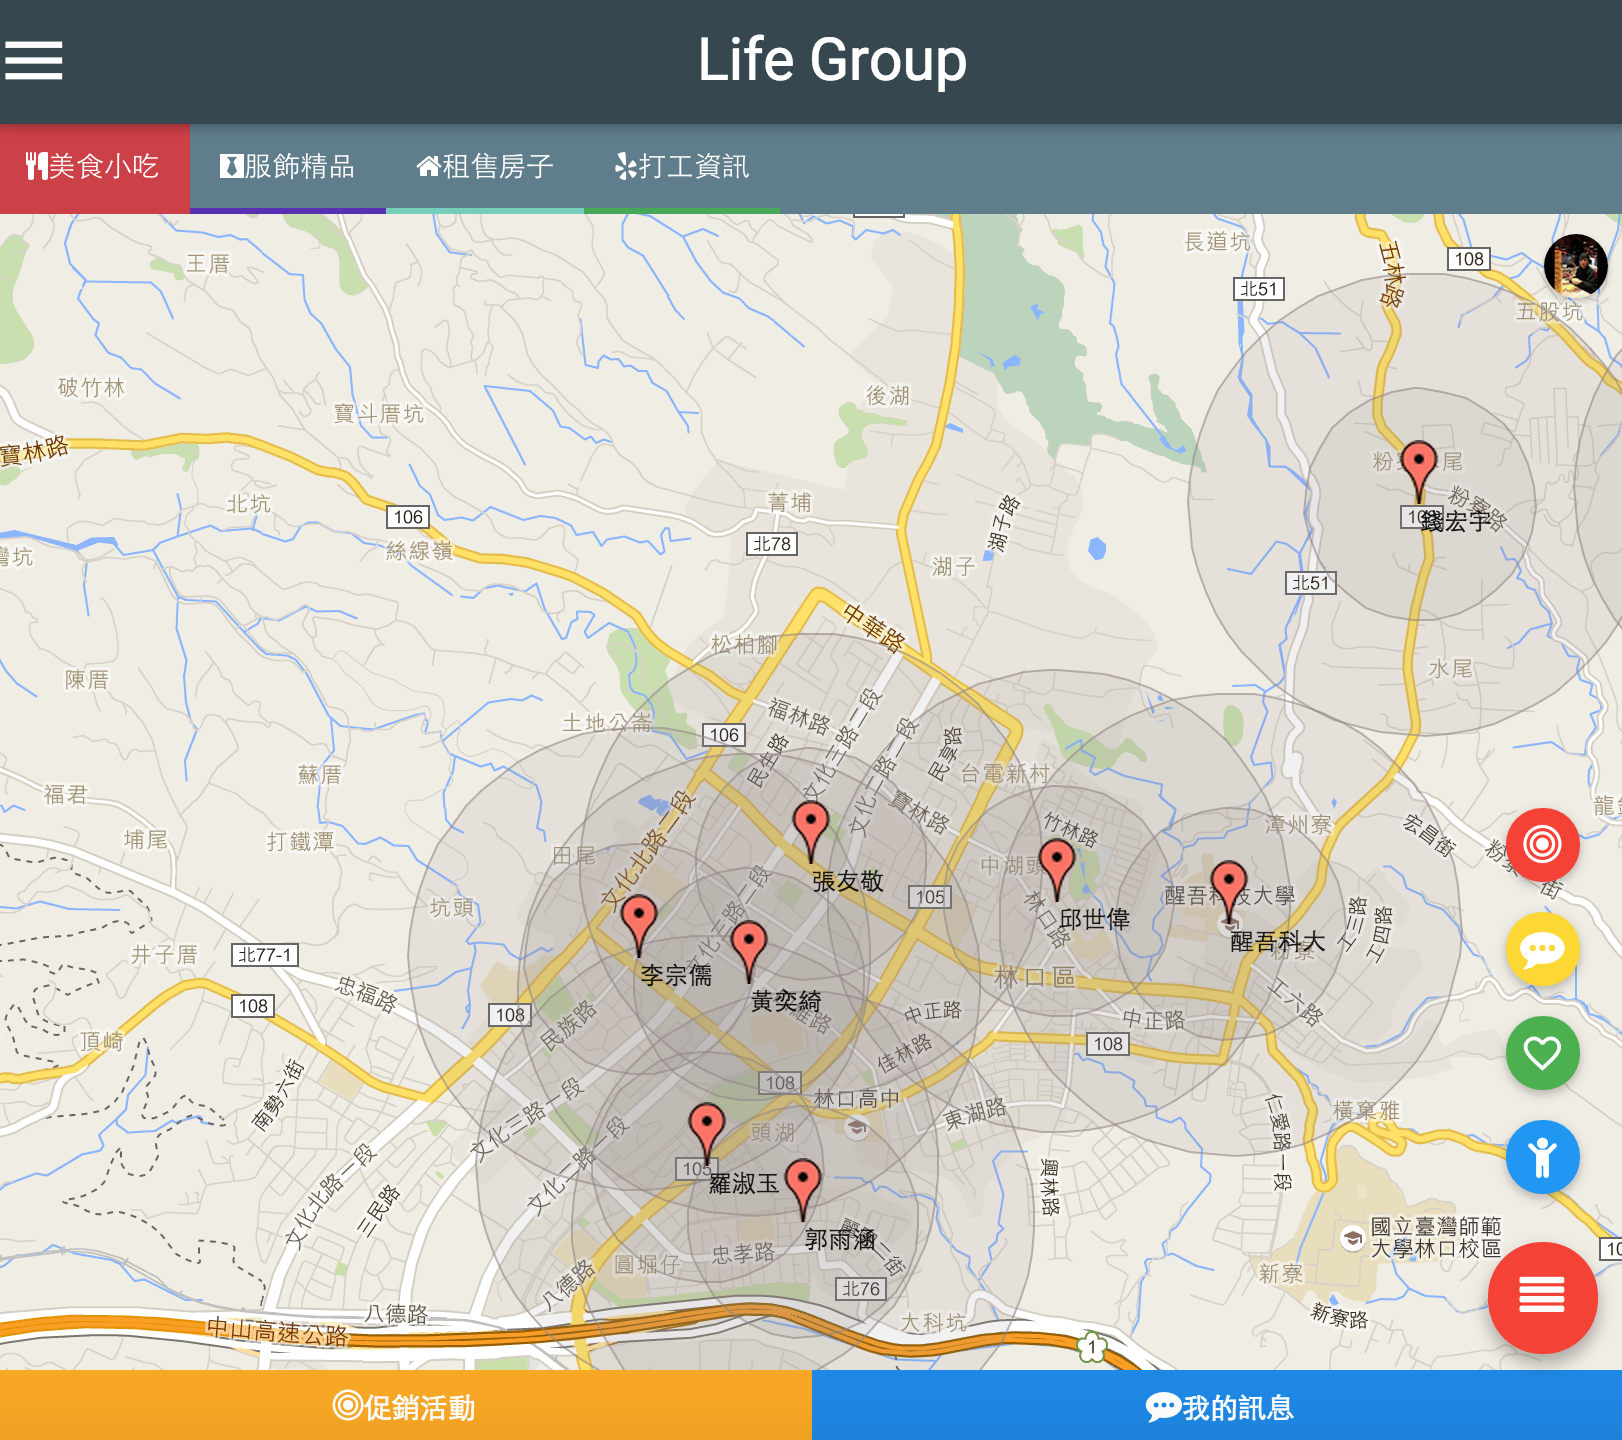 Life Group
美食小吃
服飾精品
租售房子
打工資訊
王厝
長道坑
五林路
108
北51
五股坑
破竹林
寶斗厝坑
後湖
寶林路
北坑
106
菁埔
北78
湖子路
粉寮路
錢宏宇
絲線嶺
湖子
北51
中華路
松柏腳
陳厝
水尾
土地公崙
106
福林路
民生路
文化三路二段
文化二路二段
民享路
台電新村
蘇厝
福君
埔尾
打鐵潭
田尾
文化北路二段
寶林路
竹林路
漳州寮
宏昌街
中湖頭
張友敬
105
林口路
邱世偉
醒吾科技大學
醒吾科大
粉寮
工三路
工四路
坑頭
井子厝
北77-1
忠福路
108
李宗儒
文化三路二段
黃奕綺
林口區
108
民族路
中正路
中正路
工六路
頂崎
佳林路
108
南勢六街
108
林口高中
東湖路
仁愛路一段
橫窠雅
文化三路一段
頭湖
105
羅淑玉
文化二路一段
文化北路一段
三民路
興林路
郭雨涵
忠孝路
圓堀仔
北76
八德路
八德路
大科坑
國立臺灣師範
大學林口校區
新寮
新寮路
中山高速公路
1
促銷活動
我的訊息